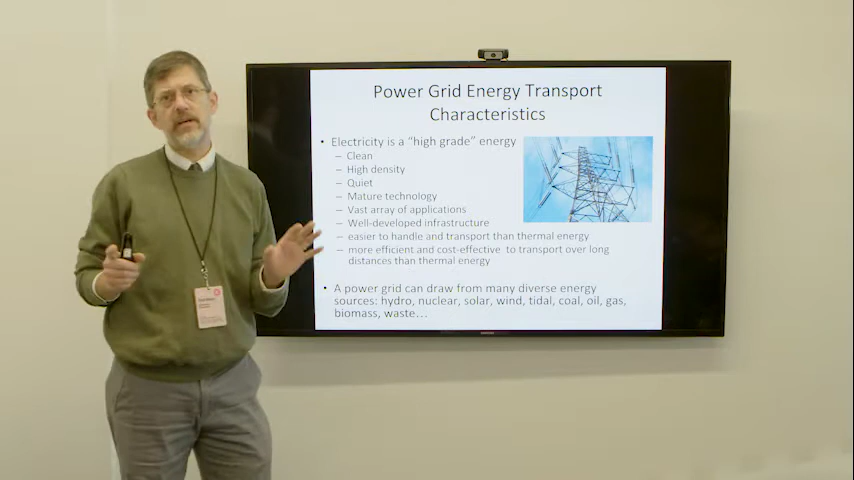 Power Grid Energy Transport
Characteristics
• Electricity is a “high grade” energy
– Clean
– High density
– Quiet
– Mature technology
– Vast array of applications
– Well-developed infrastructure
– easier to handle and transport than thermal energy
– more efficient and cost-effective to transport over long
distances than thermal energy
• A power grid can draw from many diverse energy
sources: hydro, nuclear, solar, wind, tidal, coal, oil, gas,
biomass, waste…